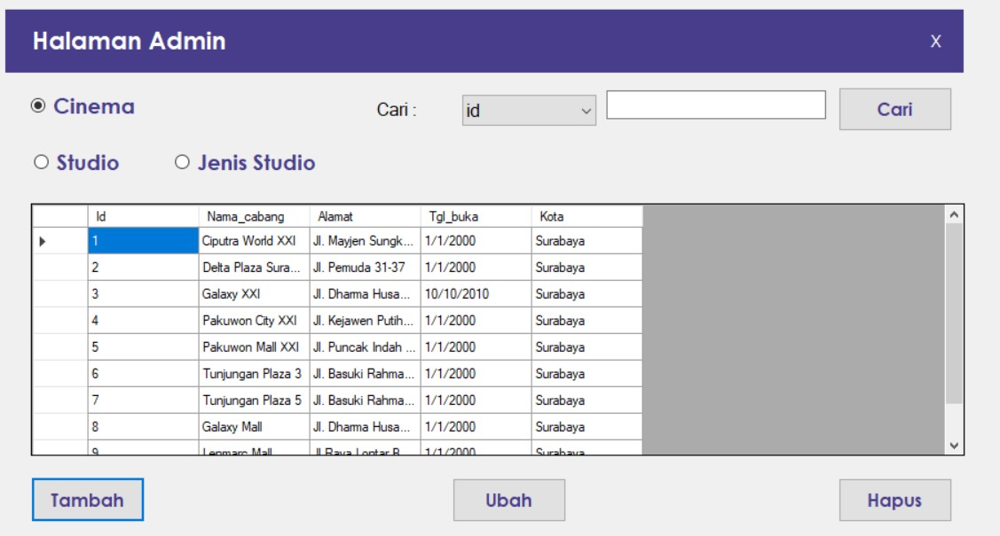 Halaman Admin X
Cinema Cari : id Cari
Studio Jenis Studio
Id Nama_cabang Alamat Tgl_buka Kota
1 Ciputra World XXI Jl. Mayjen Sungk... 1/1/2000 Surabaya
2 Delta Plaza Sura... Jl. Pemuda 31-37 1/1/2000 Surabaya
3 Galaxy XXI Jl. Dharma Husa... 10/10/2010 Surabaya
4 Pakuwon City XXI Jl. Kejawen Putih... 1/1/2000 Surabaya
5 Pakuwon Mall XXI Jl. Puncak Indah ... 1/1/2000 Surabaya
6 Tunjungan Plaza 3 Jl. Basuki Rahma... 1/1/2000 Surabaya
7 Tunjungan Plaza 5 Jl. Basuki Rahma... 1/1/2000 Surabaya
8 Galaxy Mall Jl. Dharma Husa... 1/1/2000 Surabaya
9 Lenmarc Mall Jl Raya Lontar B... 1/1/2000 Surabaya
Tambah Ubah Hapus